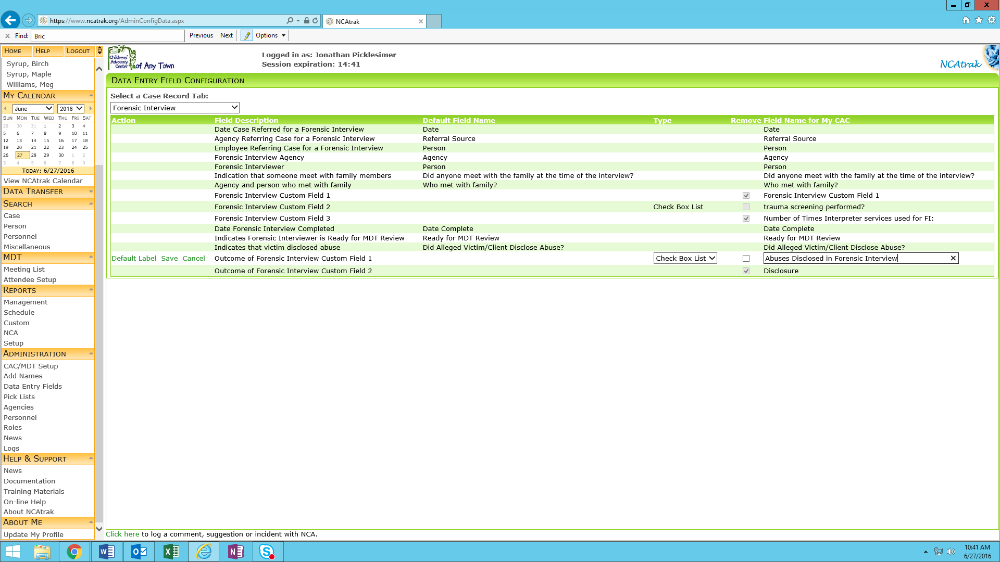 https://www.ncatrak.org/AdminConfigData.aspx
NCAtrak
Find: Bric Previous Next Options
HOME HELP LOGOUT
Syrup, Birch
Syrup, Maple
Williams, Meg
MY CALENDAR
June 2016
SUN MON TUE WED THU FRI SAT
29 30 31 1 2 3 4
5 6 7 8 9 10 11
12 13 14 15 16 17 18
19 20 21 22 23 24 25
26 27 28 29 30 1 2
3 4 5 6 7 8 9
TODAY: 6/27/2016
View NCAtrak Calendar
DATA TRANSFER
SEARCH
Case
Person
Personnel
Miscellaneous
MDT
Meeting List
Attendee Setup
REPORTS
Management
Schedule
Custom
NCA
Setup
ADMINISTRATION
CAC/MDT Setup
Add Names
Data Entry Fields
Pick Lists
Agencies
Personnel
Roles
News
Logs
HELP & SUPPORT
News
Documentation
Training Materials
On-line Help
About NCAtrak
ABOUT ME
Update My Profile
Childrens'
Advocacy
Center
of Any Town
Logged in as: Jonathan Picklesimer
Session expiration: 14:41
NCAtrak
DATA ENTRY FIELD CONFIGURATION
Select a Case Record Tab:
Forensic Interview
Action Field Description Default Field Name Type Remove Field Name for My CAC
Date Case Referred for a Forensic Interview Date Date
Agency Referring Case for a Forensic Interview Referral Source Referral Source
Employee Referring Case for a Forensic Interview Person Person
Forensic Interview Agency Agency Agency
Forensic Interviewer Person Person
Indication that someone meet with family members Did anyone meet with the family at the time of the interview? Did anyone meet with the family at the time of the interview?
Agency and person who met with family Who met with family? Who met with family?
Forensic Interview Custom Field 1 Forensic Interview Custom Field 1
Forensic Interview Custom Field 2 Check Box List trauma screening performed?
Forensic Interview Custom Field 3 Number of Times Interpreter services used for FI:
Date Forensic Interview Completed Date Complete Date Complete
Indicates Forensic Interviewer is Ready for MDT Review Ready for MDT Review Ready for MDT Review
Indicates that victim disclosed abuse Did Alleged Victim/Client Disclose Abuse? Did Alleged Victim/Client Disclose Abuse?
Default Label Save Cancel Outcome of Forensic Interview Custom Field 1 Check Box List Abuses Disclosed in Forensic Interview
Outcome of Forensic Interview Custom Field 2 Disclosure
Click here to log a comment, suggestion or incident with NCA.
10:41 AM
6/27/2016